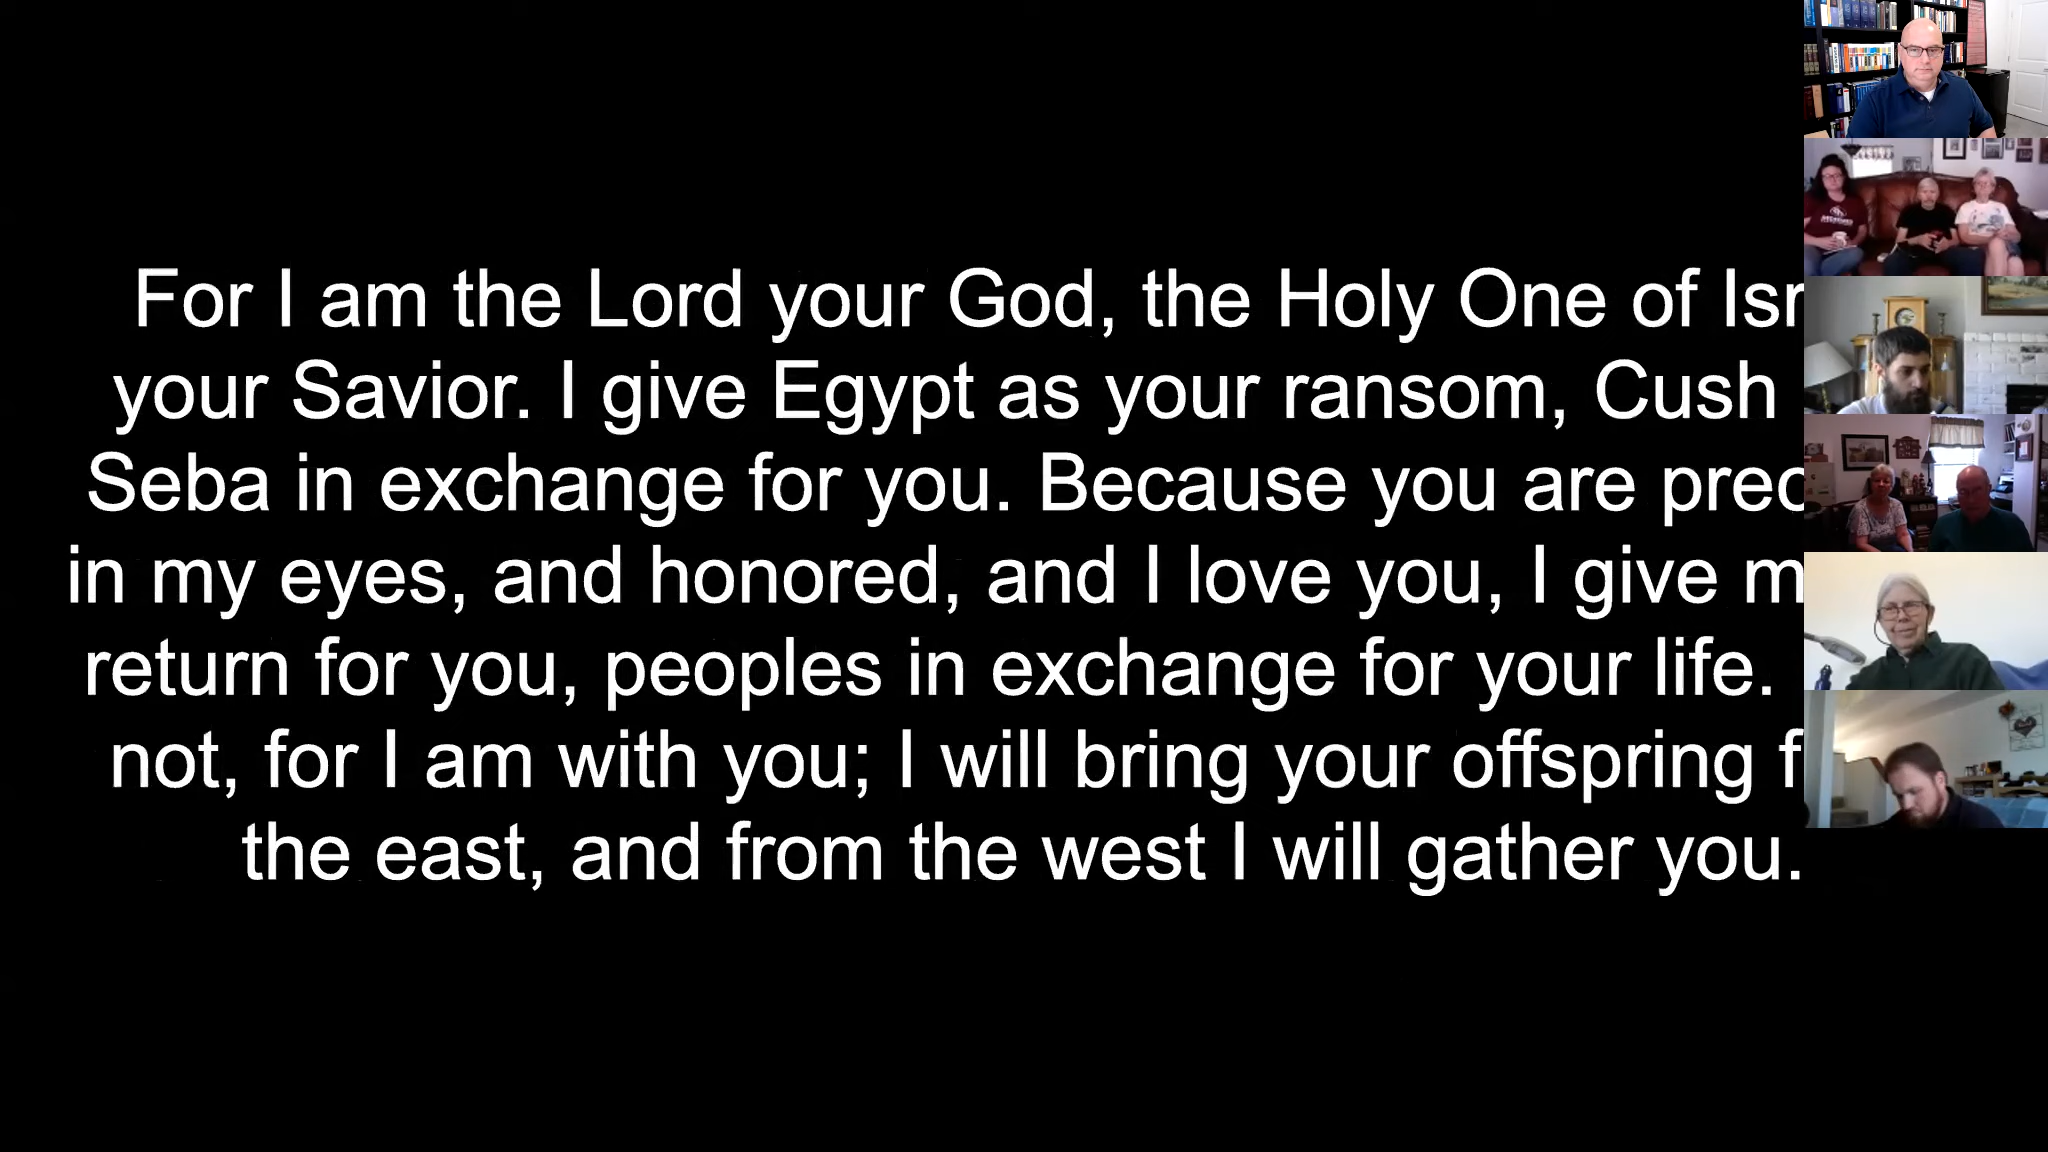 For I am the Lord your God, the Holy One of Isr
your Savior. I give Egypt as your ransom, Cush
Seba in exchange for you. Because you are prec
in my eyes, and honored, and I love you, I give m
return for you, peoples in exchange for your life.
not, for I am with you; I will bring your offspring f
the east, and from the west I will gather you.